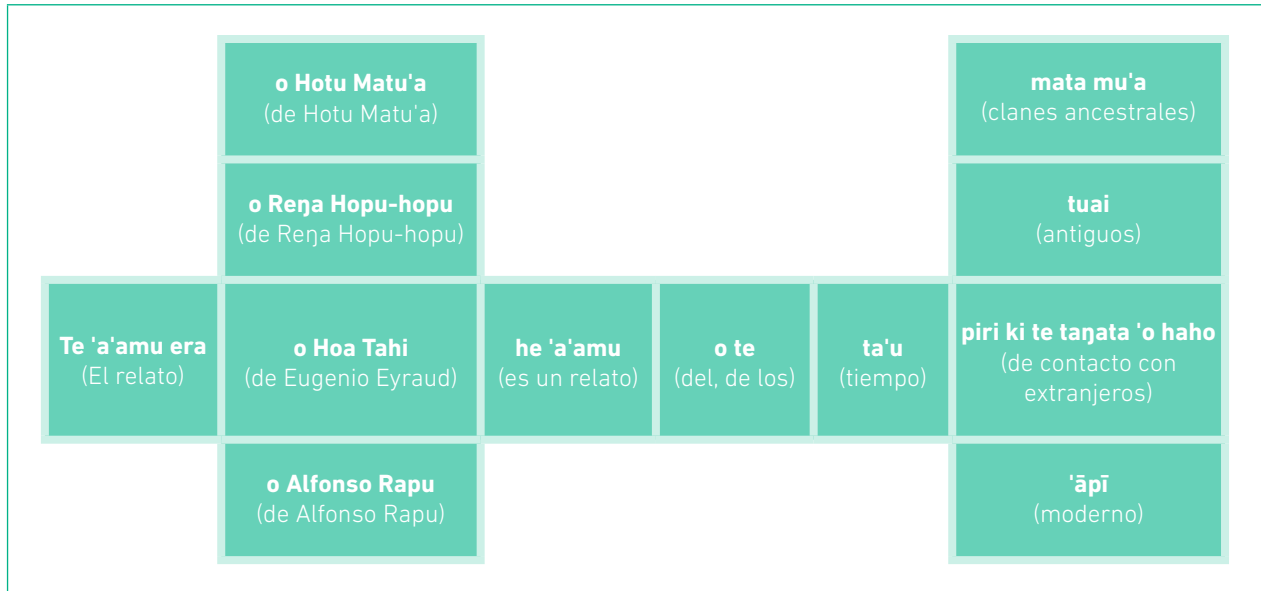 o Hotu Matu'a
(de Hotu Matu'a)
mata mu'a
(clanes ancestrales)
o Reŋa Hopu-hopu
(de Reŋa Hopu-hopu)
tuai
(antiguos)
Te 'a'amu era
(El relato)
o Hoa Tahi
(de Eugenio Eyraud)
he 'a'amu
(es un relato)
o te
(del, de los)
ta'u
(tiempo)
piri ki te taŋata 'o haho
(de contacto con
extranjeros)
o Alfonso Rapu
(de Alfonso Rapu)
'āpī
(moderno)